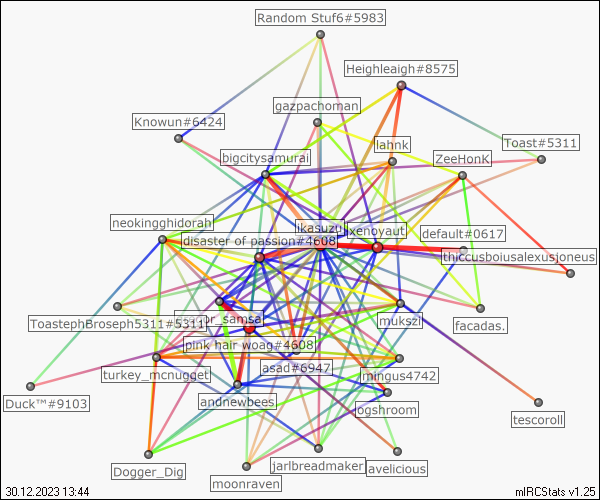 Random Stuf6#5983
Heighleaigh#8575
gazpachoman
Knowun#6424
lahnk
Toast#5311
bigcitysamurai
ZeeHonK
neokingghidorah
ikasuzu
xenoyaut
default#0617
disaster of passion#4608
thiccusboiusalexusjoneus
ToastephBroseph5311#5311
or_samsa
mukszi
facadas.
pink hair woag#4608
turkey_mcnugget
asad#6947
mingus4742
Duck™#9103
andnewbees
ogshroom
tescoroll
Dogger_Dig
moonraven
jarlbreadmaker
avelicious
30.12.2023 13:44
mIRCStats v1.25